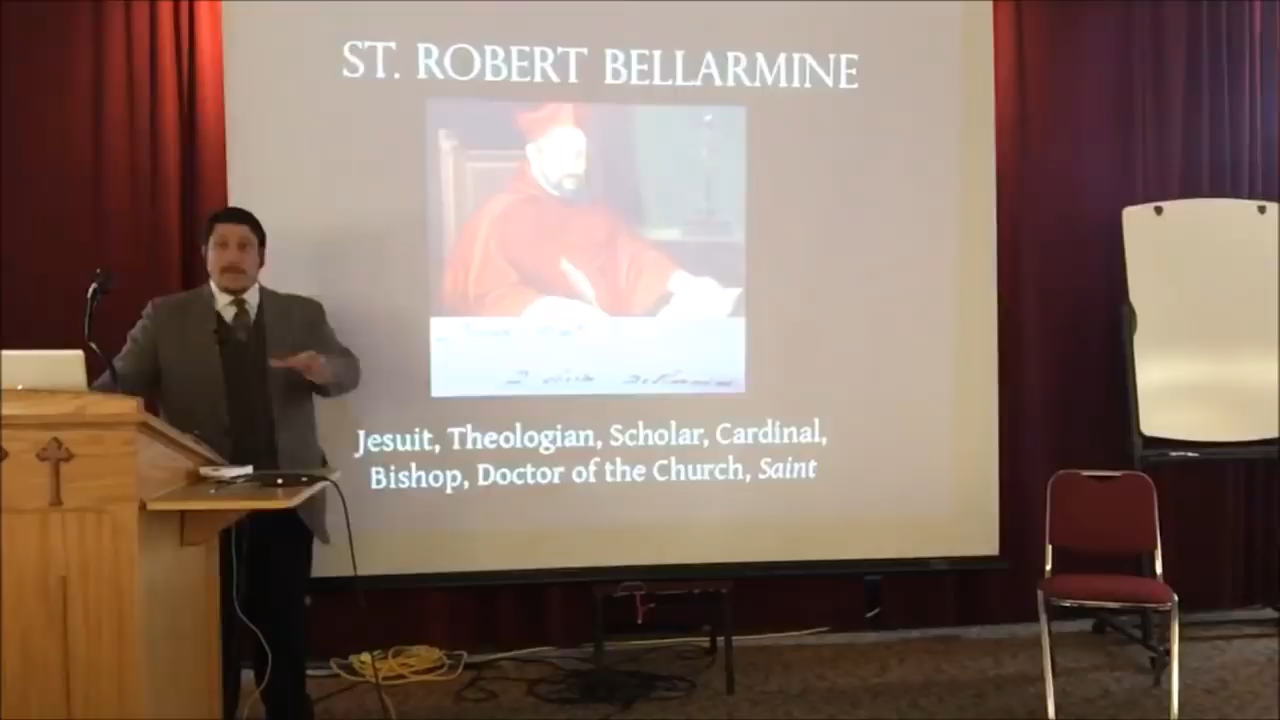 ST. ROBERT BELLARMINE
Jesuit, Theologian, Scholar, Cardinal,
Bishop, Doctor of the Church, Saint